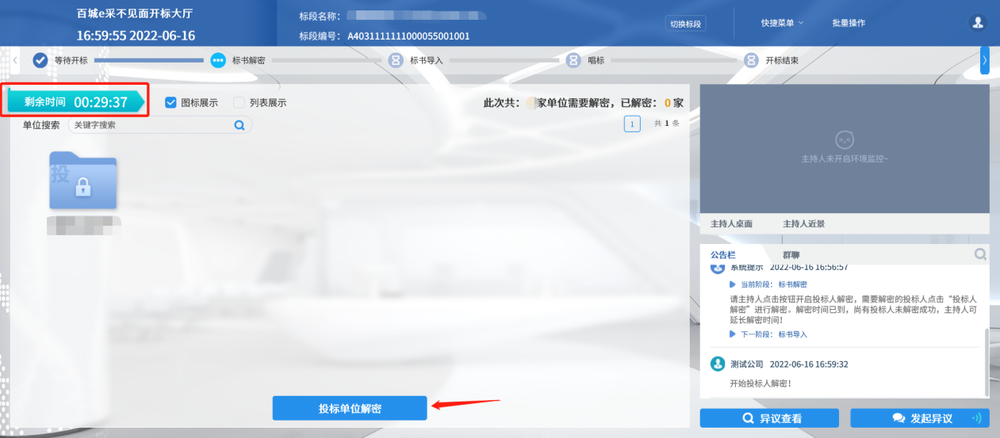 百城e采不见面开标大厅
16:59:55 2022-06-16
标段名称：
标段编号： A4031111111000055001001
切换标段
快捷菜单
批量操作
等待开标
标书解密
标书导入
唱标
开标结束
剩余时间 00:29:37
图标展示
列表展示
此次共： 家单位需要解密，已解密： 0 家
单位搜索
关键字搜索
1
共 1 条
投
>.<
主持人未开启环境监控~
主持人桌面
主持人近景
公告栏
群聊
系统提示 2022-06-16 16:56:57
当前阶段： 标书解密
请主持人点击按钮开启投标人解密，需要解密的投标人点击“投标人
解密”进行解密。解密时间已到，尚有投标人未解密成功，主持人可
延长解密时间！
下一阶段： 标书导入
测试公司 2022-06-16 16:59:32
开始投标人解密！
投标单位解密
异议查看
发起异议